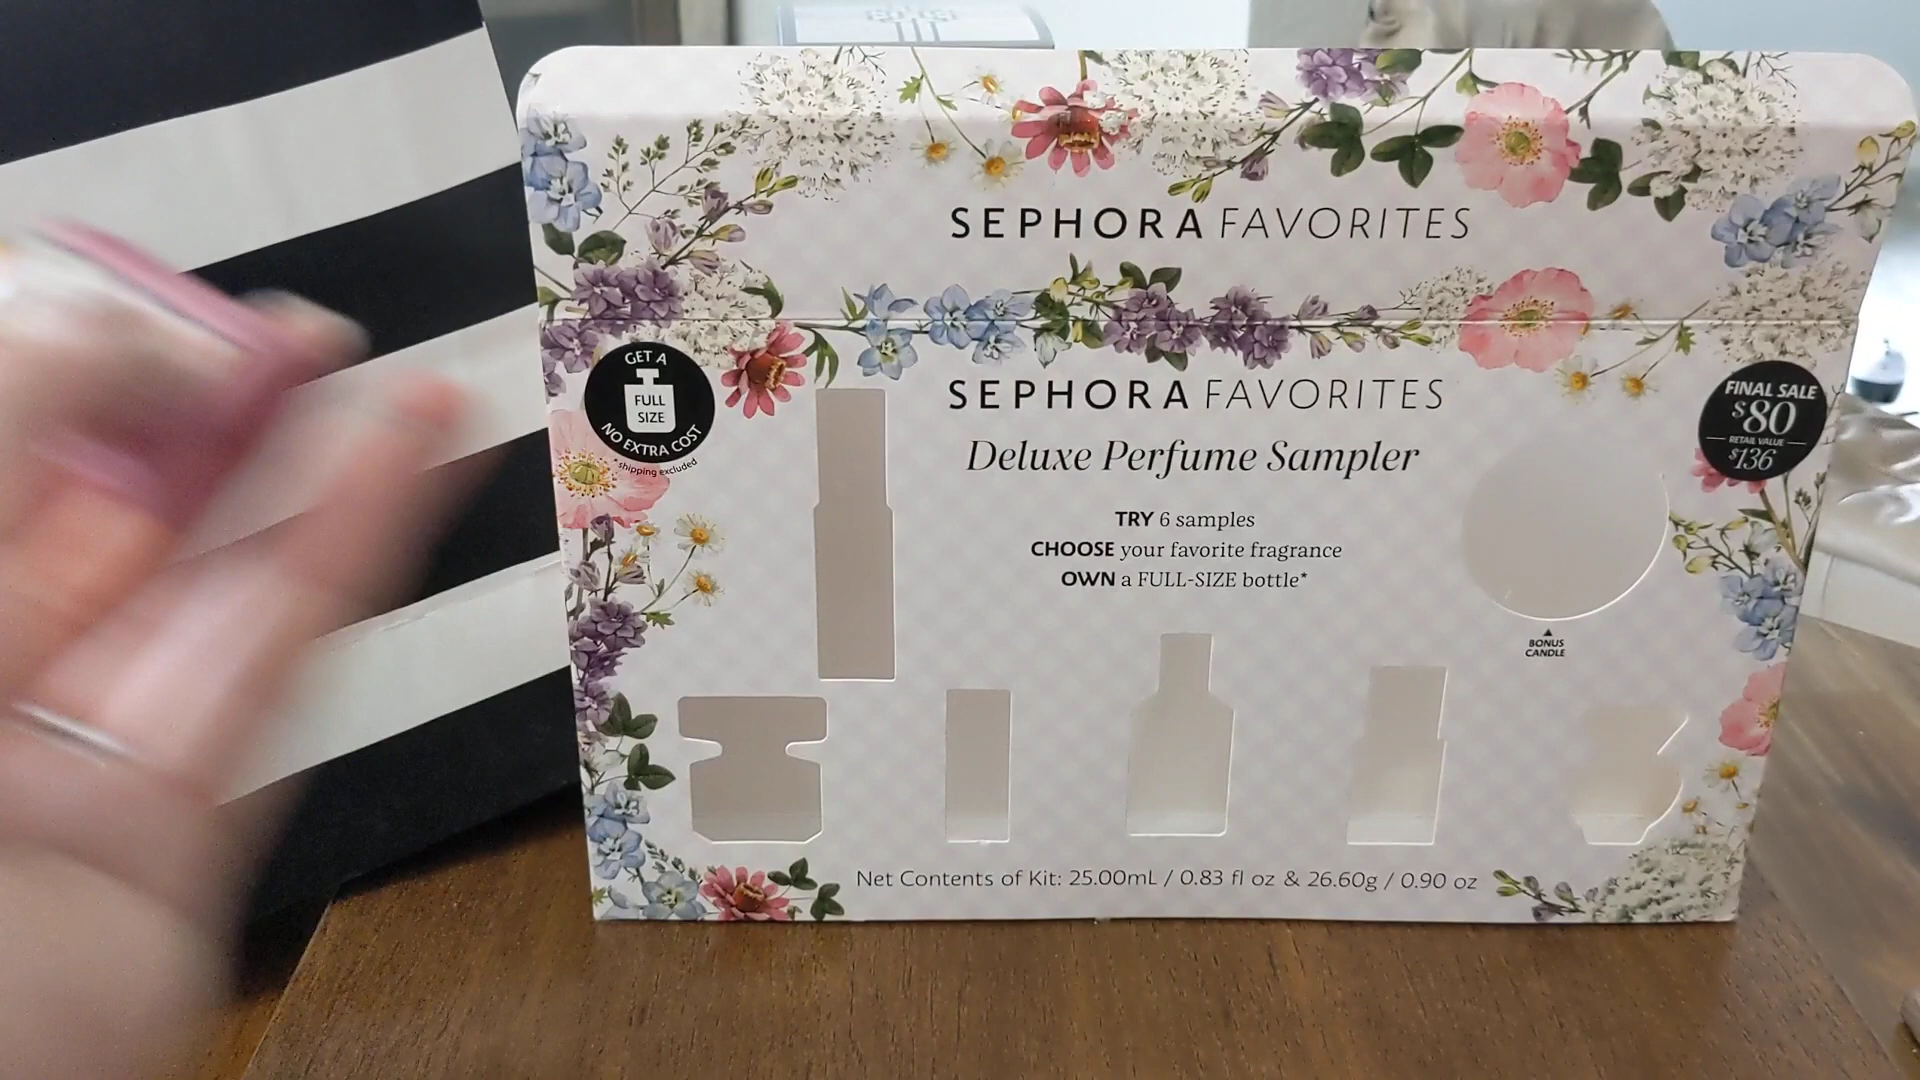 SEPHORA FAVORITES
GET A
FULL
SIZE
NO EXTRA COST
*shipping excluded
SEPHORA FAVORITES
Deluxe Perfume Sampler
TRY 6 samples
CHOOSE your favorite fragrance
OWN a FULL-SIZE bottle*
FINAL SALE
$80
RETAIL VALUE
$136
BONUS
CANDLE
Net Contents of Kit: 25.00mL / 0.83 fl oz & 26.60g / 0.90 oz